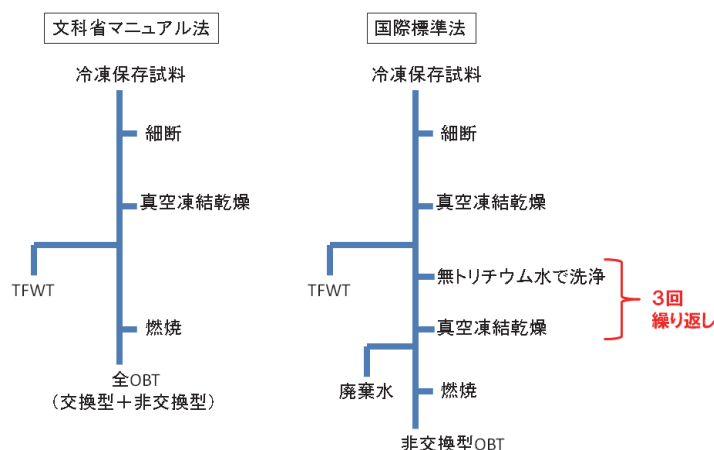 文科省マニュアル法
冷凍保存試料
細断
真空凍結乾燥
TFWT
燃焼
全OBT
(交換型+非交換型)
国際標準法
冷凍保存試料
細断
真空凍結乾燥
TFWT
無トリチウム水で洗浄
真空凍結乾燥
3回
繰り返し
廃棄水
燃焼
非交換型OBT